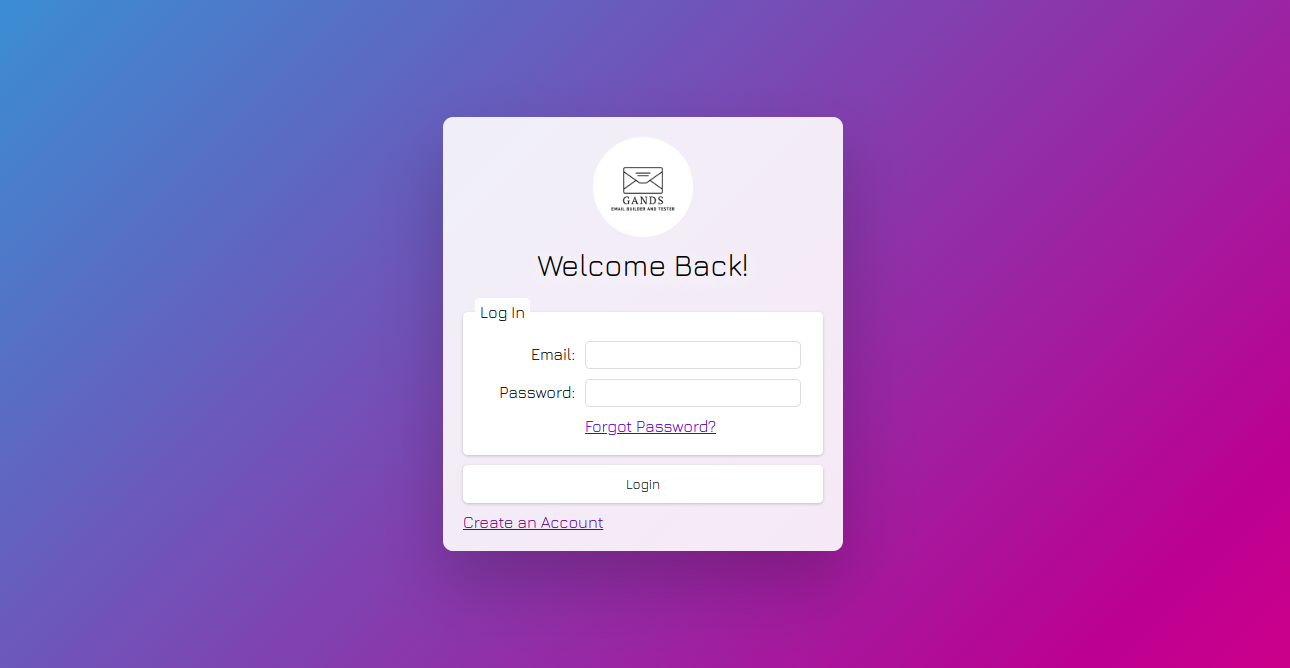 GANDS
EMAIL BUILDER AND TESTER
Welcome Back!
Log In
Email:
Password:
Forgot Password?
Login
Create an Account